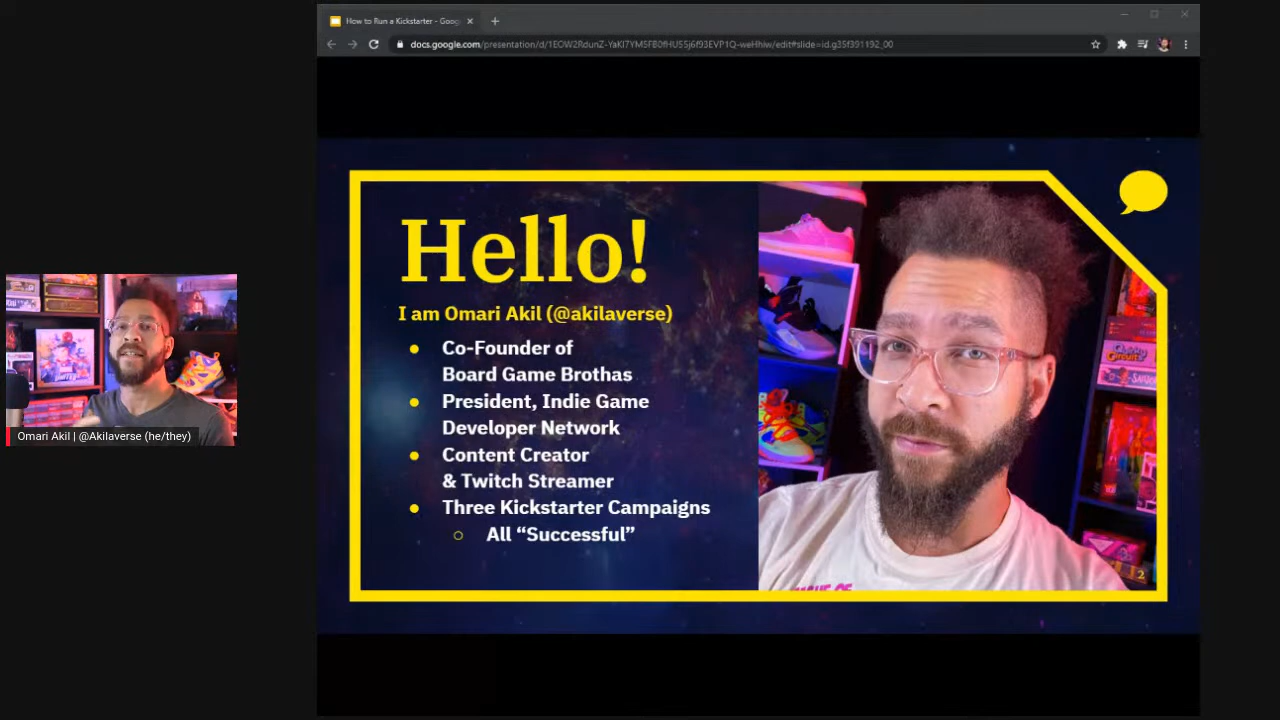 How to Run a Kickstarter - Goog
docs.google.com/presentation/d/1EOW2RdunZ-YaKI7YM5FB0fHUS5j6f93EVP1Q-weHhiw/edit#slide=id.g35f391192_00
Hello!
I am Omari Akil (@akilaverse)
● Co-Founder of
Board Game Brothas
● President, Indie Game
Developer Network
● Content Creator
& Twitch Streamer
● Three Kickstarter Campaigns
○ All “Successful”
Omari Akil | @Akilaverse (he/they)